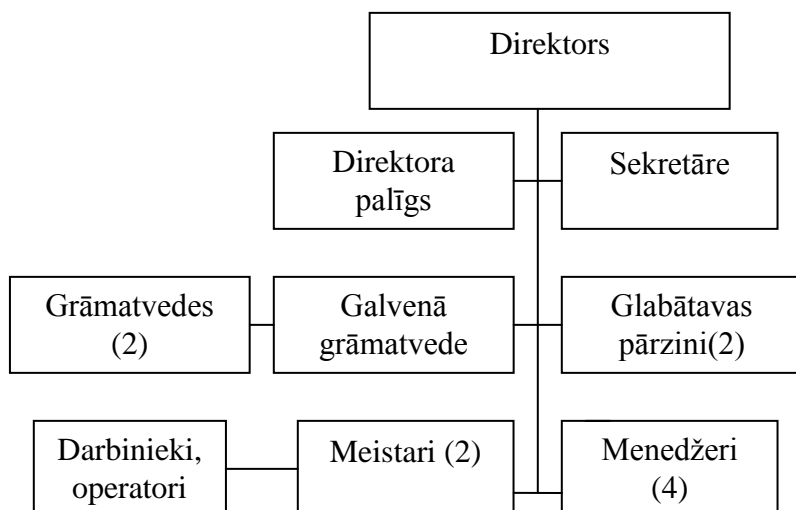 Direktors
Direktora
palīgs
Sekretāre
Grāmatvedes
(2)
Galvenā
grāmatvede
Glabātavas
pārzini(2)
Darbinieki,
operatori
Meistari (2)
Menedžeri
(4)